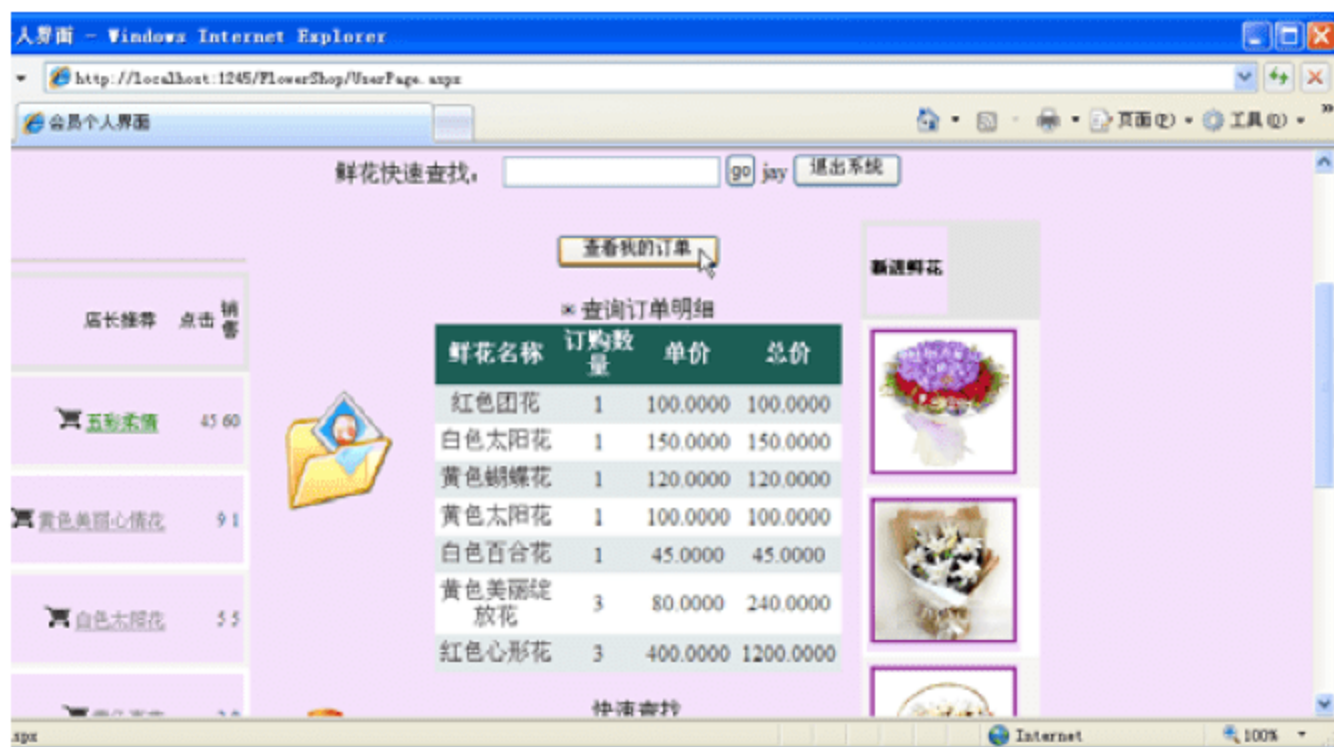 人界面 - Windows Internet Explorer
http://localhost:1245/FlowerShop/UserPage.aspx
会员个人界面
页面(P)
工具(O)
鲜花快速查找：
go
jay
退出系统
查看我的订单
新进鲜花
店长推荐 点击 销售
※ 查询订单明细
鲜花名称 订购数量 单价 总价
红色团花 1 100.0000 100.0000
白色太阳花 1 150.0000 150.0000
黄色蝴蝶花 1 120.0000 120.0000
黄色太阳花 1 100.0000 100.0000
白色百合花 1 45.0000 45.0000
黄色美丽绽放花 3 80.0000 240.0000
红色心形花 3 400.0000 1200.0000
五彩柔情 45 60
黄色美丽心情花 9 1
白色太阳花 5 5
快速查找
.spx
Internet
100%